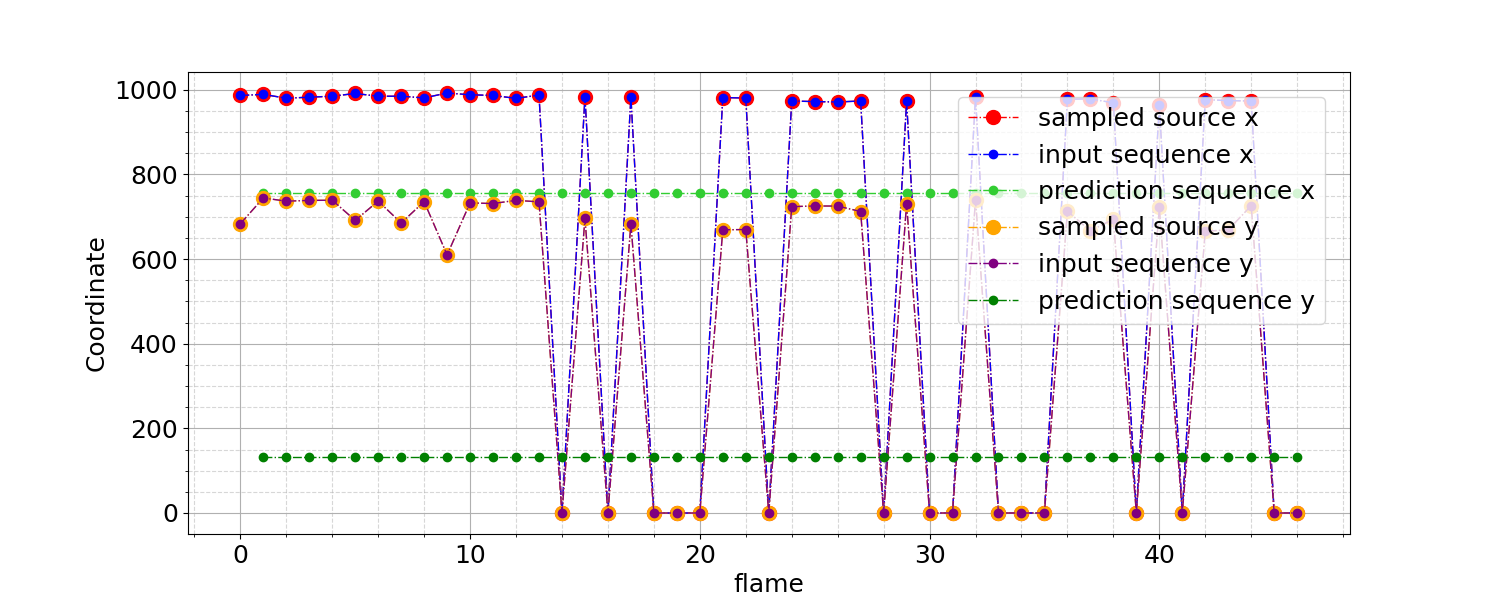 1000
800
600
400
200
0
Coordinate
0 10 20 30 40
flame
sampled source x
input sequence x
prediction sequence x
sampled source y
input sequence y
prediction sequence y